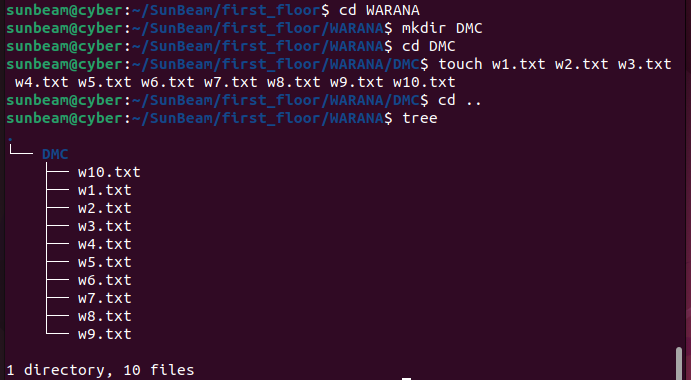 sunbeam@cyber:~/SunBeam/first_floor$ cd WARANA
sunbeam@cyber:~/SunBeam/first_floor/WARANA$ mkdir DMC
sunbeam@cyber:~/SunBeam/first_floor/WARANA$ cd DMC
sunbeam@cyber:~/SunBeam/first_floor/WARANA/DMC$ touch w1.txt w2.txt w3.txt
 w4.txt w5.txt w6.txt w7.txt w8.txt w9.txt w10.txt
sunbeam@cyber:~/SunBeam/first_floor/WARANA/DMC$ cd ..
sunbeam@cyber:~/SunBeam/first_floor/WARANA$ tree
.
└── DMC
    ├── w10.txt
    ├── w1.txt
    ├── w2.txt
    ├── w3.txt
    ├── w4.txt
    ├── w5.txt
    ├── w6.txt
    ├── w7.txt
    ├── w8.txt
    └── w9.txt

1 directory, 10 files